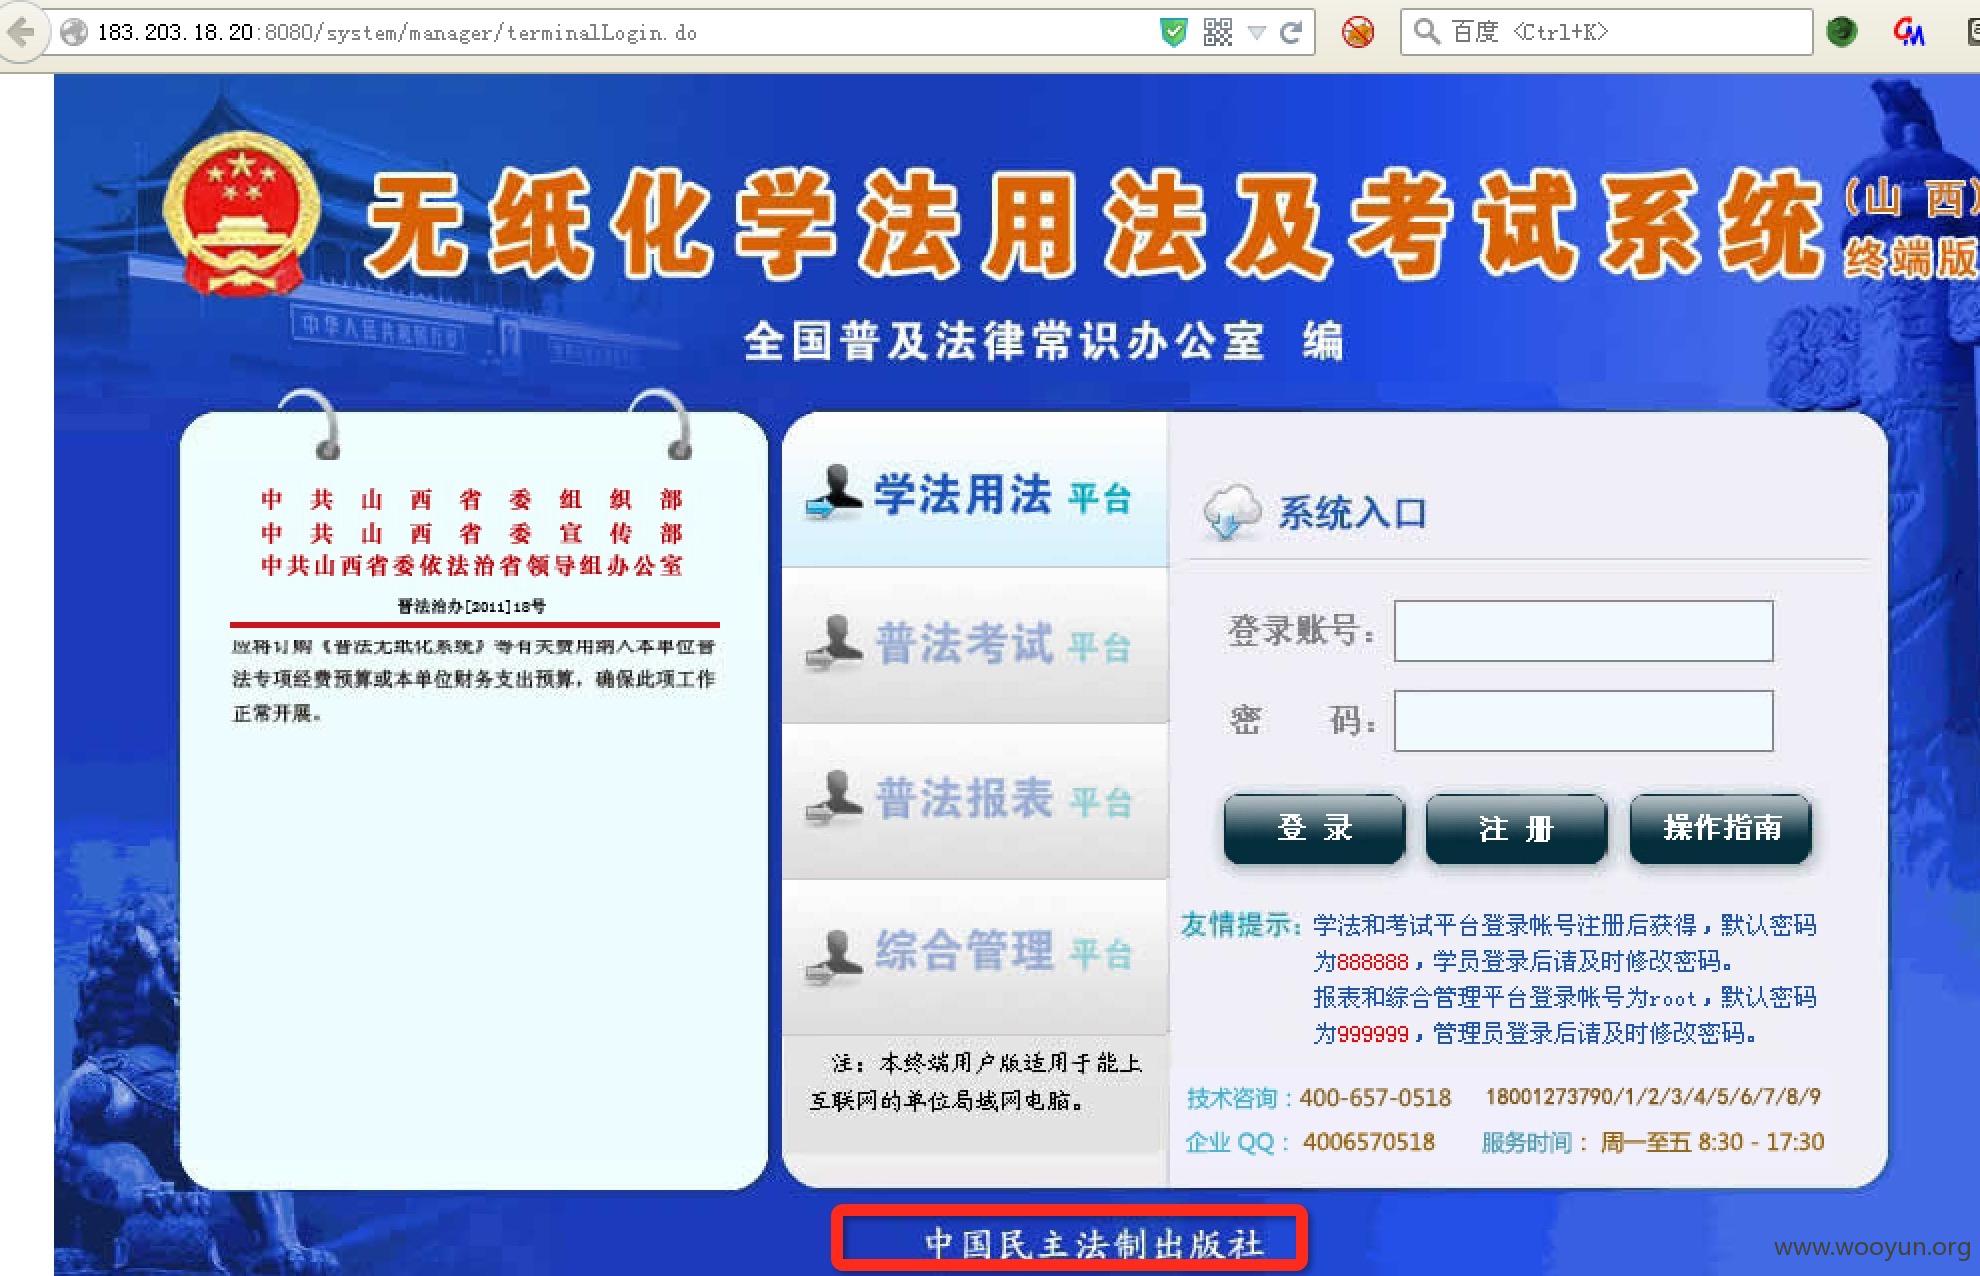 183.203.18.20:8080/system/manager/terminalLogin.do
百度 <Ctrl+K>
无纸化学法用法及考试系统
(山 西)
终端版
全国普及法律常识办公室 编
中共山西省委组织部
中共山西省委宣传部
中共山西省委依法治省领导组办公室
晋法治办[2011]18号
应将订购《普法无纸化系统》等有关费用纳入本单位普
法专项经费预算或本单位财务支出预算，确保此项工作
正常开展。
学法用法 平台
普法考试 平台
普法报表 平台
综合管理 平台
注：本终端用户版适用于能上
互联网的单位局域网电脑。
系统入口
登录账号：
密 码：
登 录
注 册
操作指南
友情提示：学法和考试平台登录帐号注册后获得，默认密码
为888888，学员登录后请及时修改密码。
报表和综合管理平台登录帐号为root，默认密码
为999999，管理员登录后请及时修改密码。
技术咨询：400-657-0518 18001273790/1/2/3/4/5/6/7/8/9
企业 QQ： 4006570518 服务时间： 周一至五 8:30 - 17:30
中国民主法制出版社
www.wooyun.org